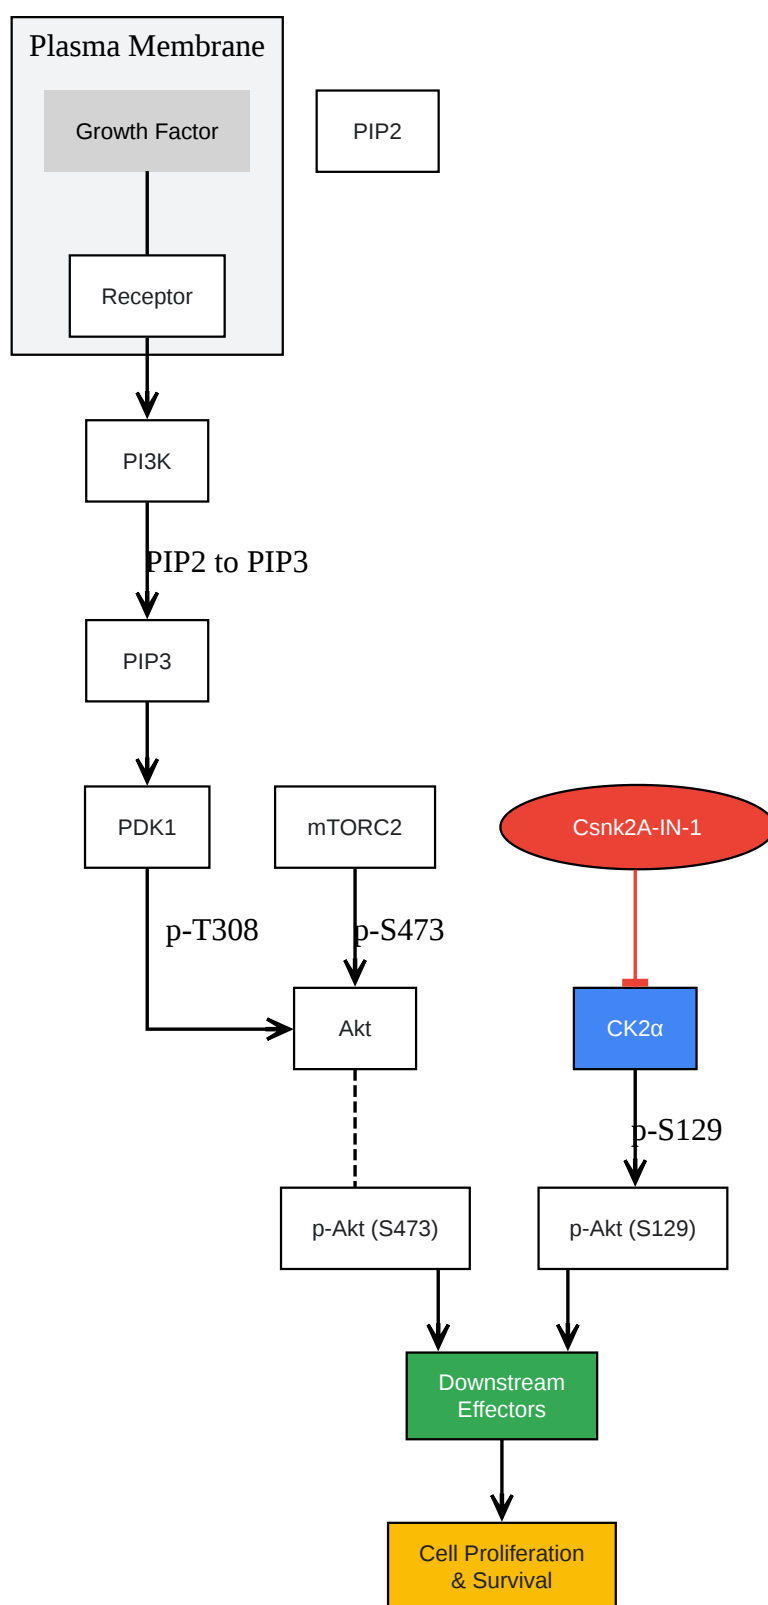 Plasma Membrane
Growth Factor
PIP2
Receptor
PI3K
PIP2 to PIP3
PIP3
PDK1
mTORC2
Csnk2A-IN-1
p-T308
p-S473
Akt
CK2α
p-S129
p-Akt (S473)
p-Akt (S129)
Downstream
Effectors
Cell Proliferation
& Survival